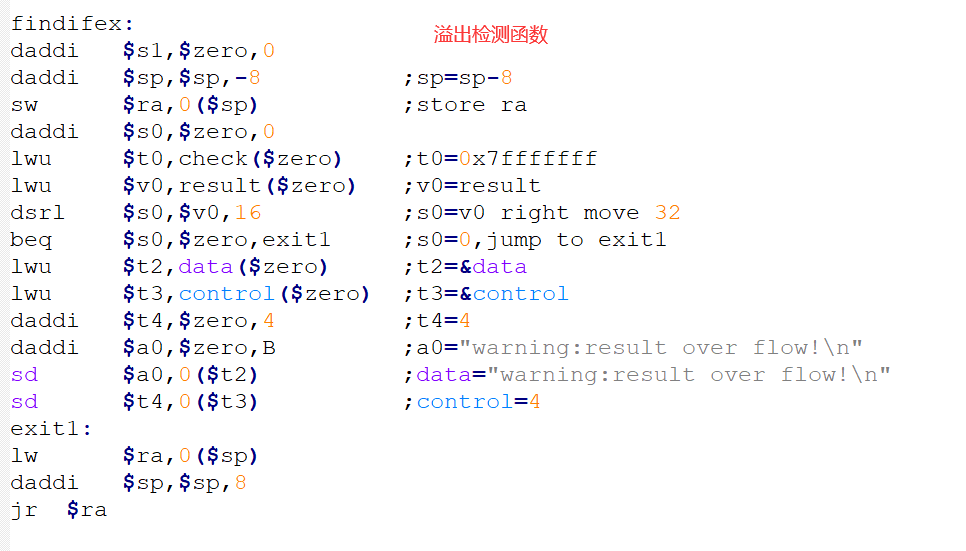 findifex:
溢出检测函数
daddi $s1,$zero,0
daddi $sp,$sp,-8 ;sp=sp-8
sw $ra,0($sp) ;store ra
daddi $s0,$zero,0
lwu $t0,check($zero) ;t0=0x7fffffff
lwu $v0,result($zero) ;v0=result
dsrl $s0,$v0,16 ;s0=v0 right move 32
beq $s0,$zero,exit1 ;s0=0,jump to exit1
lwu $t2,data($zero) ;t2=&data
lwu $t3,control($zero) ;t3=&control
daddi $t4,$zero,4 ;t4=4
daddi $a0,$zero,B ;a0="warning:result over flow!\n"
sd $a0,0($t2) ;data="warning:result over flow!\n"
sd $t4,0($t3) ;control=4
exit1:
lw $ra,0($sp)
daddi $sp,$sp,8
jr $ra